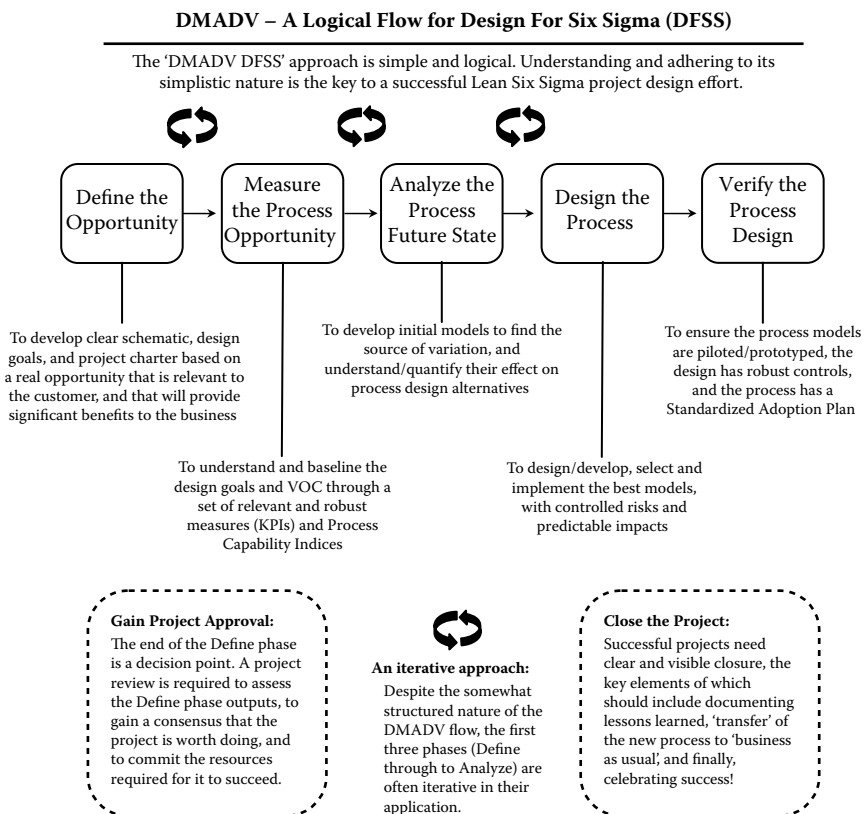 DMADV – A Logical Flow for Design For Six Sigma (DFSS)
The ‘DMADV DFSS’ approach is simple and logical. Understanding and adhering to its
simplistic nature is the key to a successful Lean Six Sigma project design effort.
Define the
Opportunity
Measure
the Process
Opportunity
Analyze the
Process
Future State
Design the
Process
Verify the
Process
Design
To develop clear schematic, design
goals, and project charter based on
a real opportunity that is relevant to
the customer, and that will provide
significant benefits to the business
To understand and baseline the
design goals and VOC through a
set of relevant and robust
measures (KPIs) and Process
Capability Indices
To develop initial models to find the
source of variation, and
understand/quantify their effect on
process design alternatives
To design/develop, select and
implement the best models,
with controlled risks and
predictable impacts
To ensure the process models
are piloted/prototyped, the
design has robust controls,
and the process has a
Standardized Adoption Plan
Gain Project Approval:
The end of the Define phase
is a decision point. A project
review is required to assess
the Define phase outputs, to
gain a consensus that the
project is worth doing, and
to commit the resources
required for it to succeed.
An iterative approach:
Despite the somewhat
structured nature of the
DMADV flow, the first
three phases (Define
through to Analyze) are
often iterative in their
application.
Close the Project:
Successful projects need
clear and visible closure, the
key elements of which
should include documenting
lessons learned, ‘transfer’ of
the new process to ‘business
as usual’, and finally,
celebrating success!